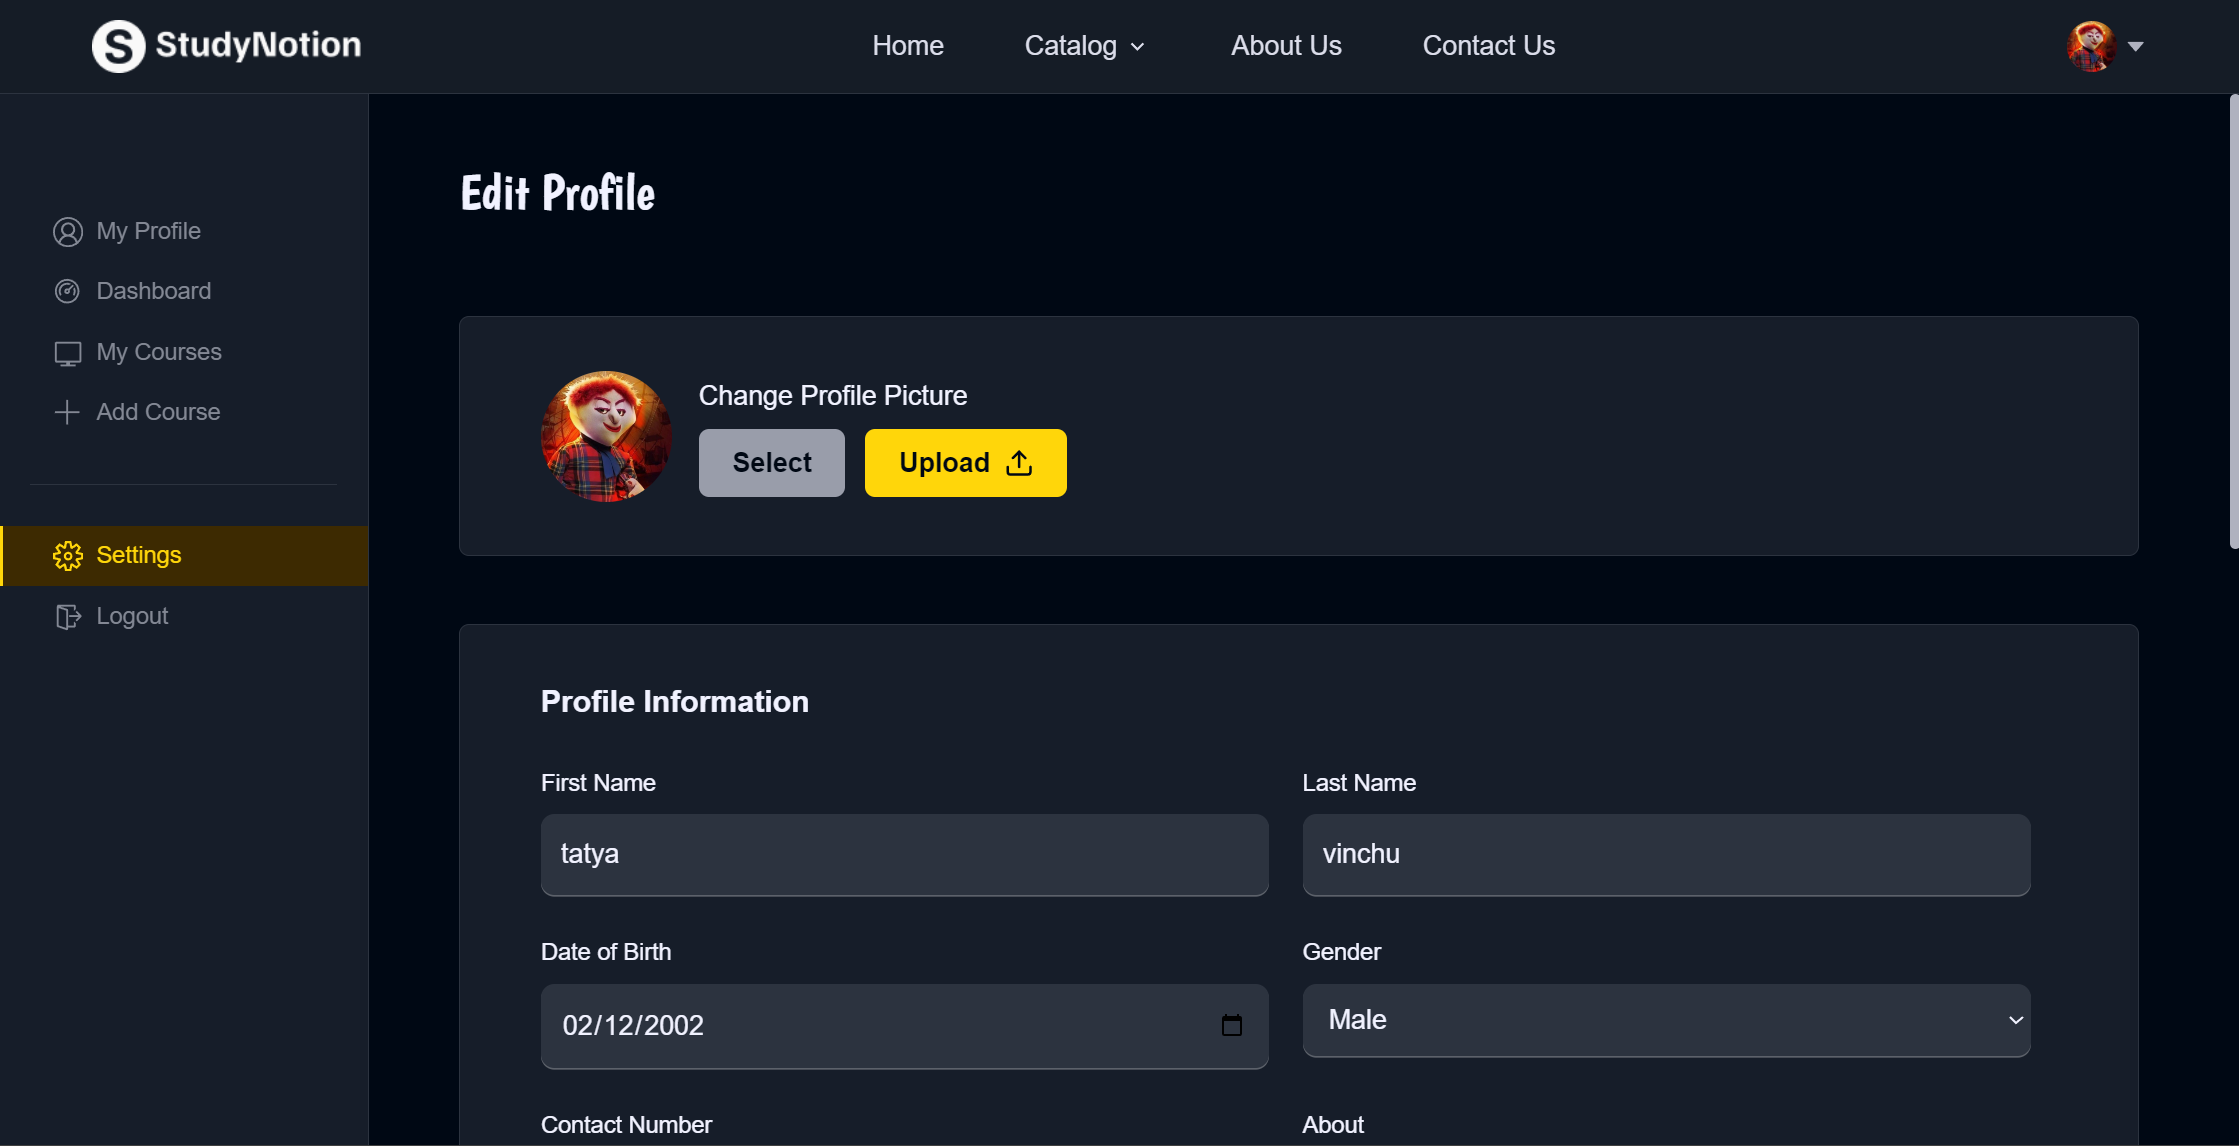 StudyNotion
Home
Catalog
About Us
Contact Us
My Profile
Dashboard
My Courses
Add Course
Settings
Logout
Edit Profile
Change Profile Picture
Select
Upload
Profile Information
First Name
Last Name
tatya
vinchu
Date of Birth
Gender
02/12/2002
Male
Contact Number
About